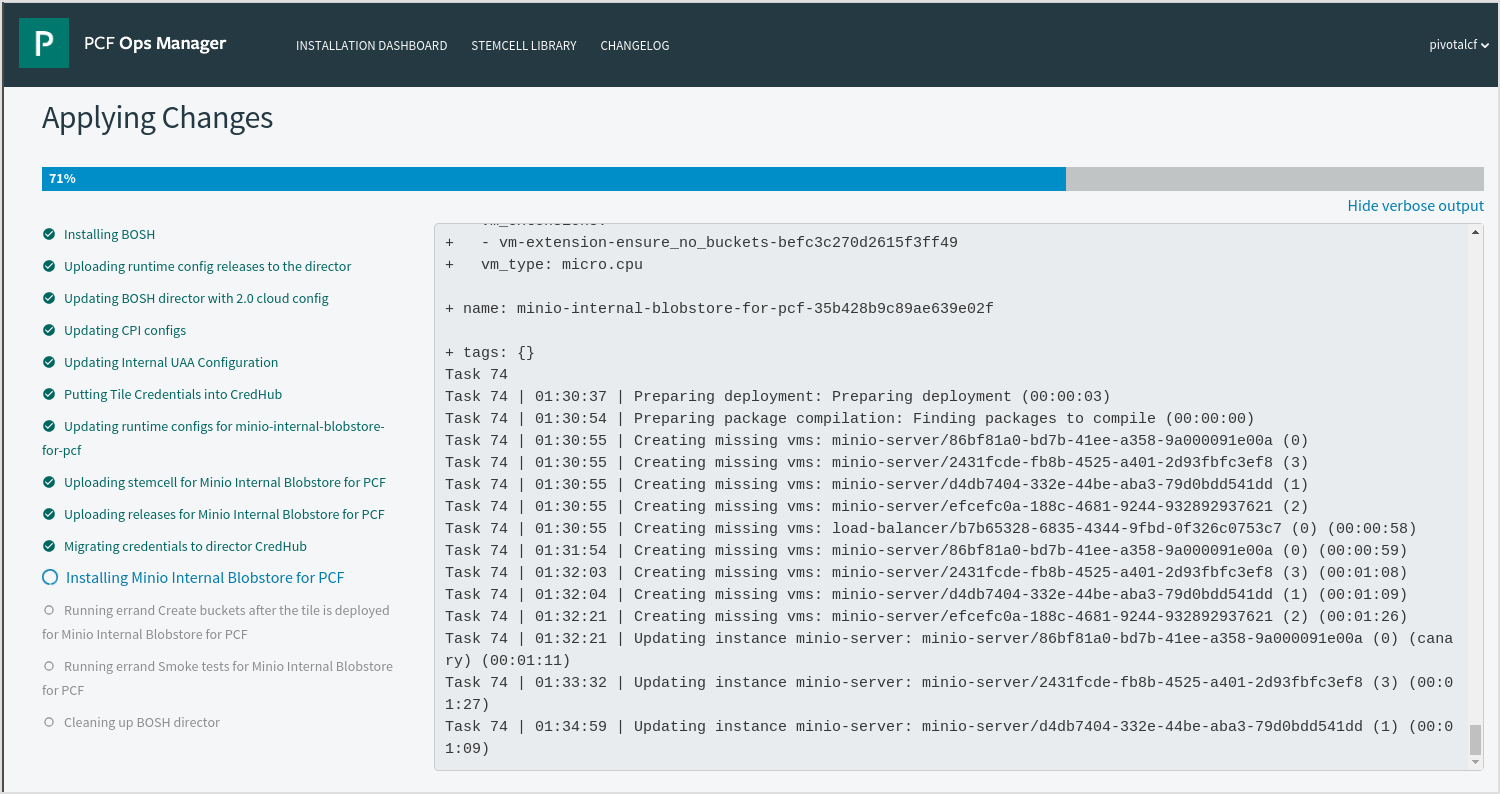 P PCF Ops Manager INSTALLATION DASHBOARD STEMCELL LIBRARY CHANGELOG pivotalcf
Applying Changes
71%
Hide verbose output
Installing BOSH
Uploading runtime config releases to the director
Updating BOSH director with 2.0 cloud config
Updating CPI configs
Updating Internal UAA Configuration
Putting Tile Credentials into CredHub
Updating runtime configs for minio-internal-blobstore-
for-pcf
Uploading stemcell for Minio Internal Blobstore for PCF
Uploading releases for Minio Internal Blobstore for PCF
Migrating credentials to director CredHub
Installing Minio Internal Blobstore for PCF
Running errand Create buckets after the tile is deployed
for Minio Internal Blobstore for PCF
Running errand Smoke tests for Minio Internal Blobstore
for PCF
Cleaning up BOSH director
+   - vm-extension-ensure_no_buckets-befc3c270d2615f3ff49
+   vm_type: micro.cpu
+ name: minio-internal-blobstore-for-pcf-35b428b9c89ae639e02f
+ tags: {}
Task 74
Task 74 | 01:30:37 | Preparing deployment: Preparing deployment (00:00:03)
Task 74 | 01:30:54 | Preparing package compilation: Finding packages to compile (00:00:00)
Task 74 | 01:30:55 | Creating missing vms: minio-server/86bf81a0-bd7b-41ee-a358-9a000091e00a (0)
Task 74 | 01:30:55 | Creating missing vms: minio-server/2431fcde-fb8b-4525-a401-2d93fbfc3ef8 (3)
Task 74 | 01:30:55 | Creating missing vms: minio-server/d4db7404-332e-44be-aba3-79d0bdd541dd (1)
Task 74 | 01:30:55 | Creating missing vms: minio-server/efcefc0a-188c-4681-9244-932892937621 (2)
Task 74 | 01:30:55 | Creating missing vms: load-balancer/b7b65328-6835-4344-9fbd-0f326c0753c7 (0) (00:00:58)
Task 74 | 01:31:54 | Creating missing vms: minio-server/86bf81a0-bd7b-41ee-a358-9a000091e00a (0) (00:00:59)
Task 74 | 01:32:03 | Creating missing vms: minio-server/2431fcde-fb8b-4525-a401-2d93fbfc3ef8 (3) (00:01:08)
Task 74 | 01:32:04 | Creating missing vms: minio-server/d4db7404-332e-44be-aba3-79d0bdd541dd (1) (00:01:09)
Task 74 | 01:32:21 | Creating missing vms: minio-server/efcefc0a-188c-4681-9244-932892937621 (2) (00:01:26)
Task 74 | 01:32:21 | Updating instance minio-server: minio-server/86bf81a0-bd7b-41ee-a358-9a000091e00a (0) (cana
ry) (00:01:11)
Task 74 | 01:33:32 | Updating instance minio-server: minio-server/2431fcde-fb8b-4525-a401-2d93fbfc3ef8 (3) (00:0
1:27)
Task 74 | 01:34:59 | Updating instance minio-server: minio-server/d4db7404-332e-44be-aba3-79d0bdd541dd (1) (00:0
1:09)